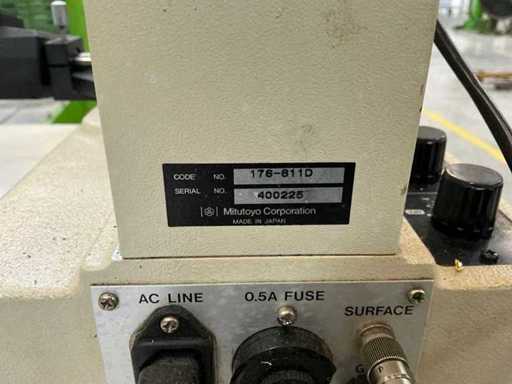 CODE NO. 176-811D
SERIAL NO. 400225
Mitutoyo Corporation
MADE IN JAPAN
AC LINE
0.5A FUSE
SURFACE